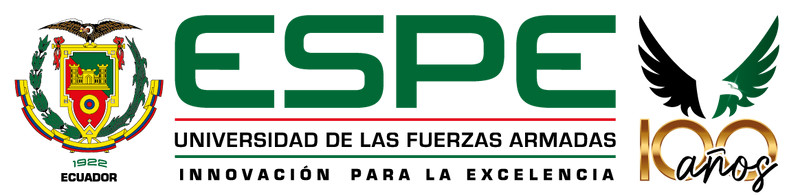 1922
ECUADOR
ESPE
UNIVERSIDAD DE LAS FUERZAS ARMADAS
INNOVACIÓN PARA LA EXCELENCIA
100
años